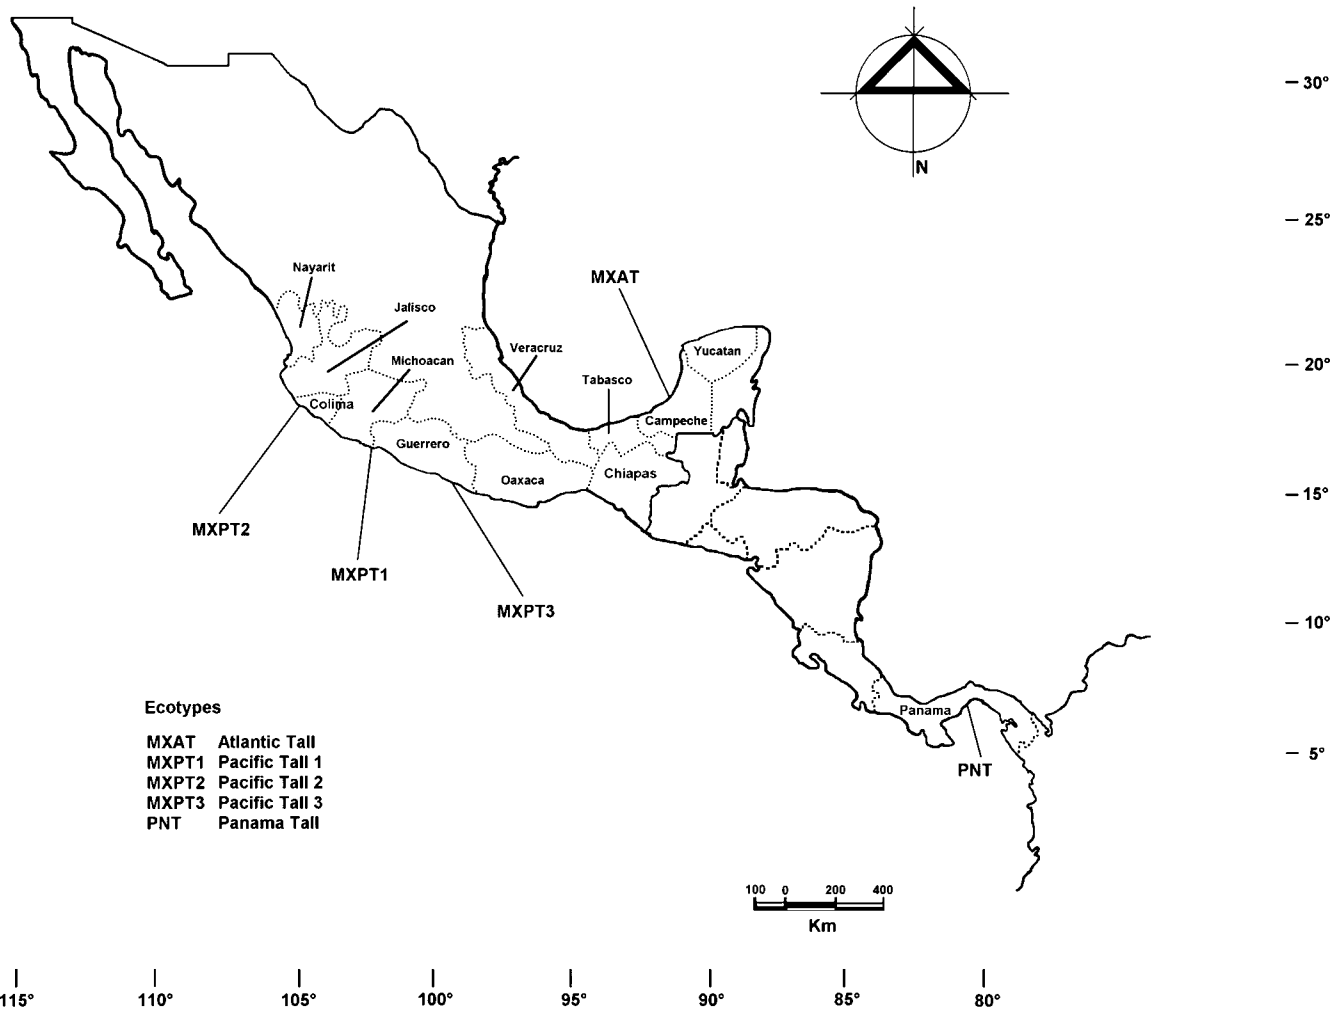 30°
N
25°
Nayarit
MXAT
Jalisco
Veracruz
Yucatan
Michoacan
20°
Tabasco
Colima
Campeche
Guerrero
Chiapas
Oaxaca
15°
MXPT2
MXPT1
MXPT3
10°
Ecotypes
Panama
MXAT Atlantic Tall
MXPT1 Pacific Tall 1
MXPT2 Pacific Tall 2
MXPT3 Pacific Tall 3
PNT Panama Tall
PNT
5°
100 0 200 400
Km
115° 110° 105° 100° 95° 90° 85° 80°